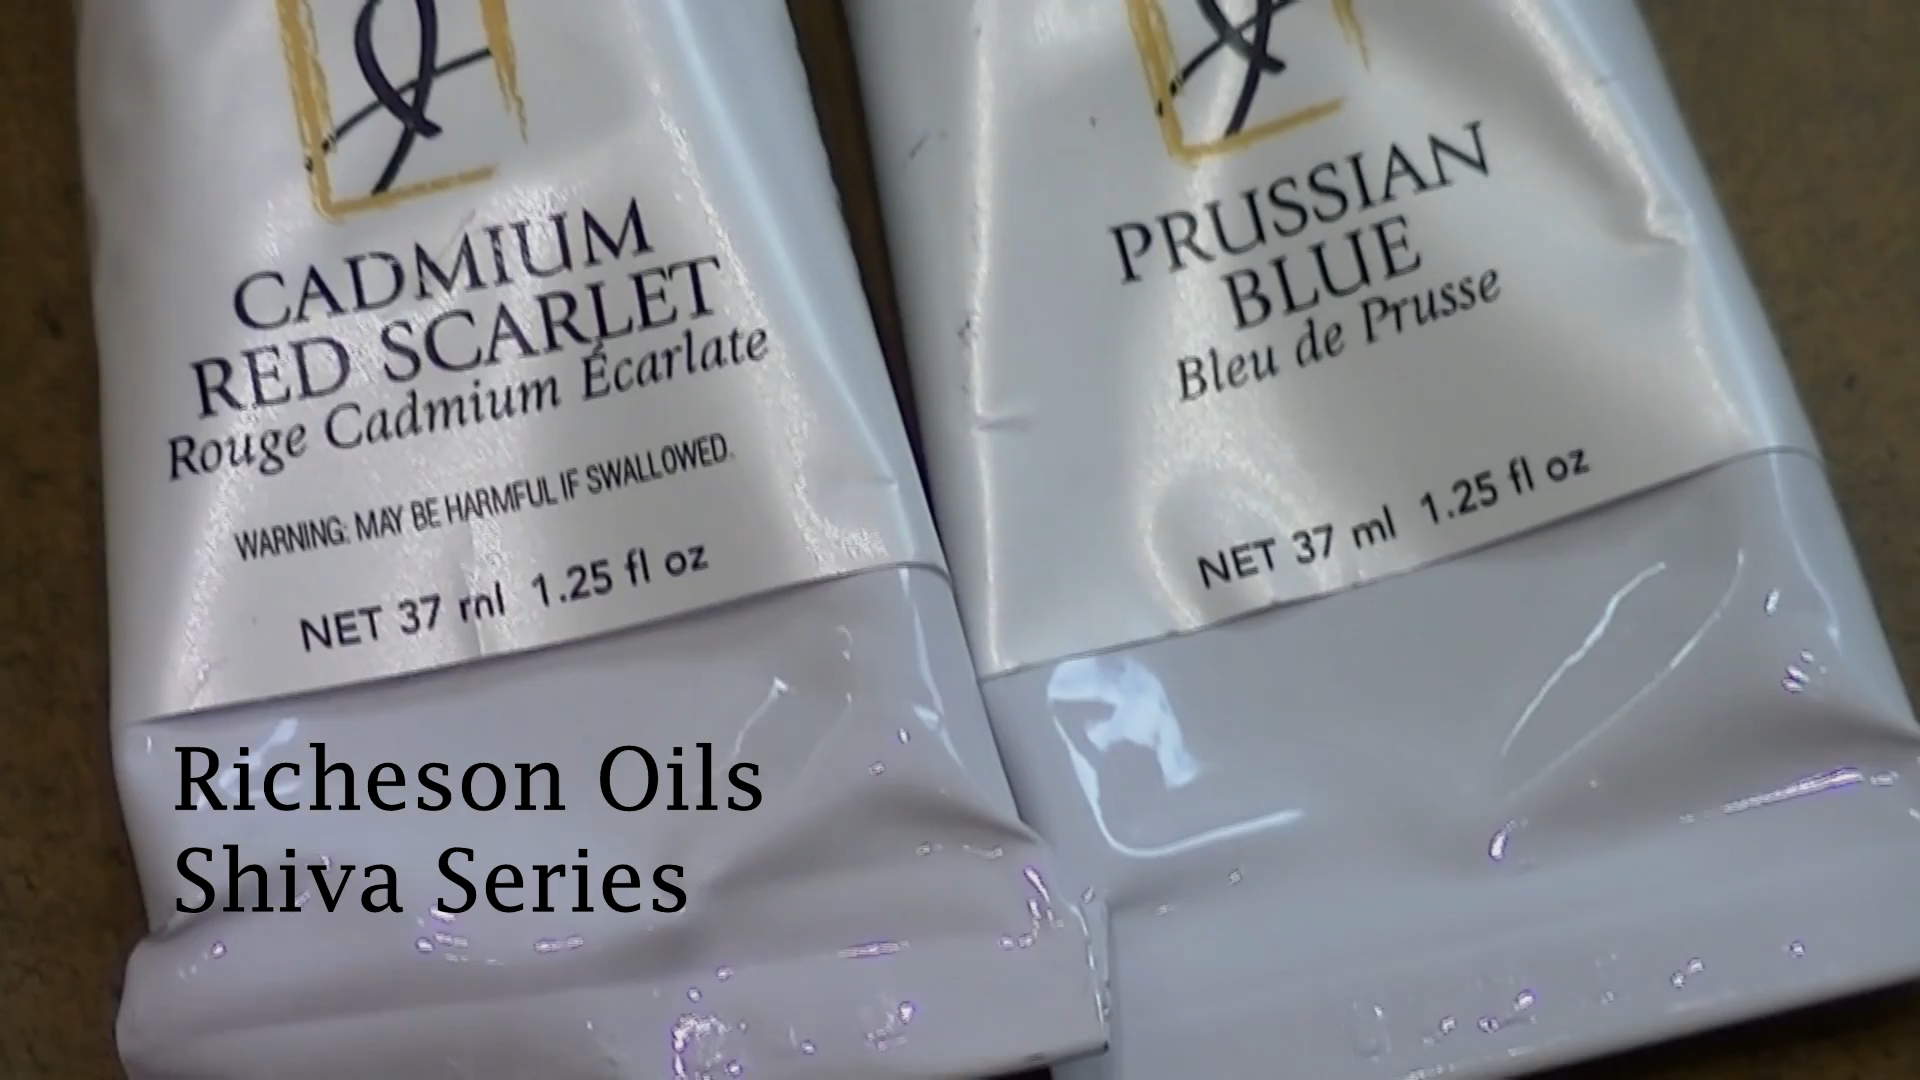 CADMIUM
RED SCARLET
Rouge Cadmium Écarlate
WARNING: MAY BE HARMFUL IF SWALLOWED.
NET 37 ml 1.25 fl oz
PRUSSIAN
BLUE
Bleu de Prusse
NET 37 ml 1.25 fl oz
Richeson Oils
Shiva Series